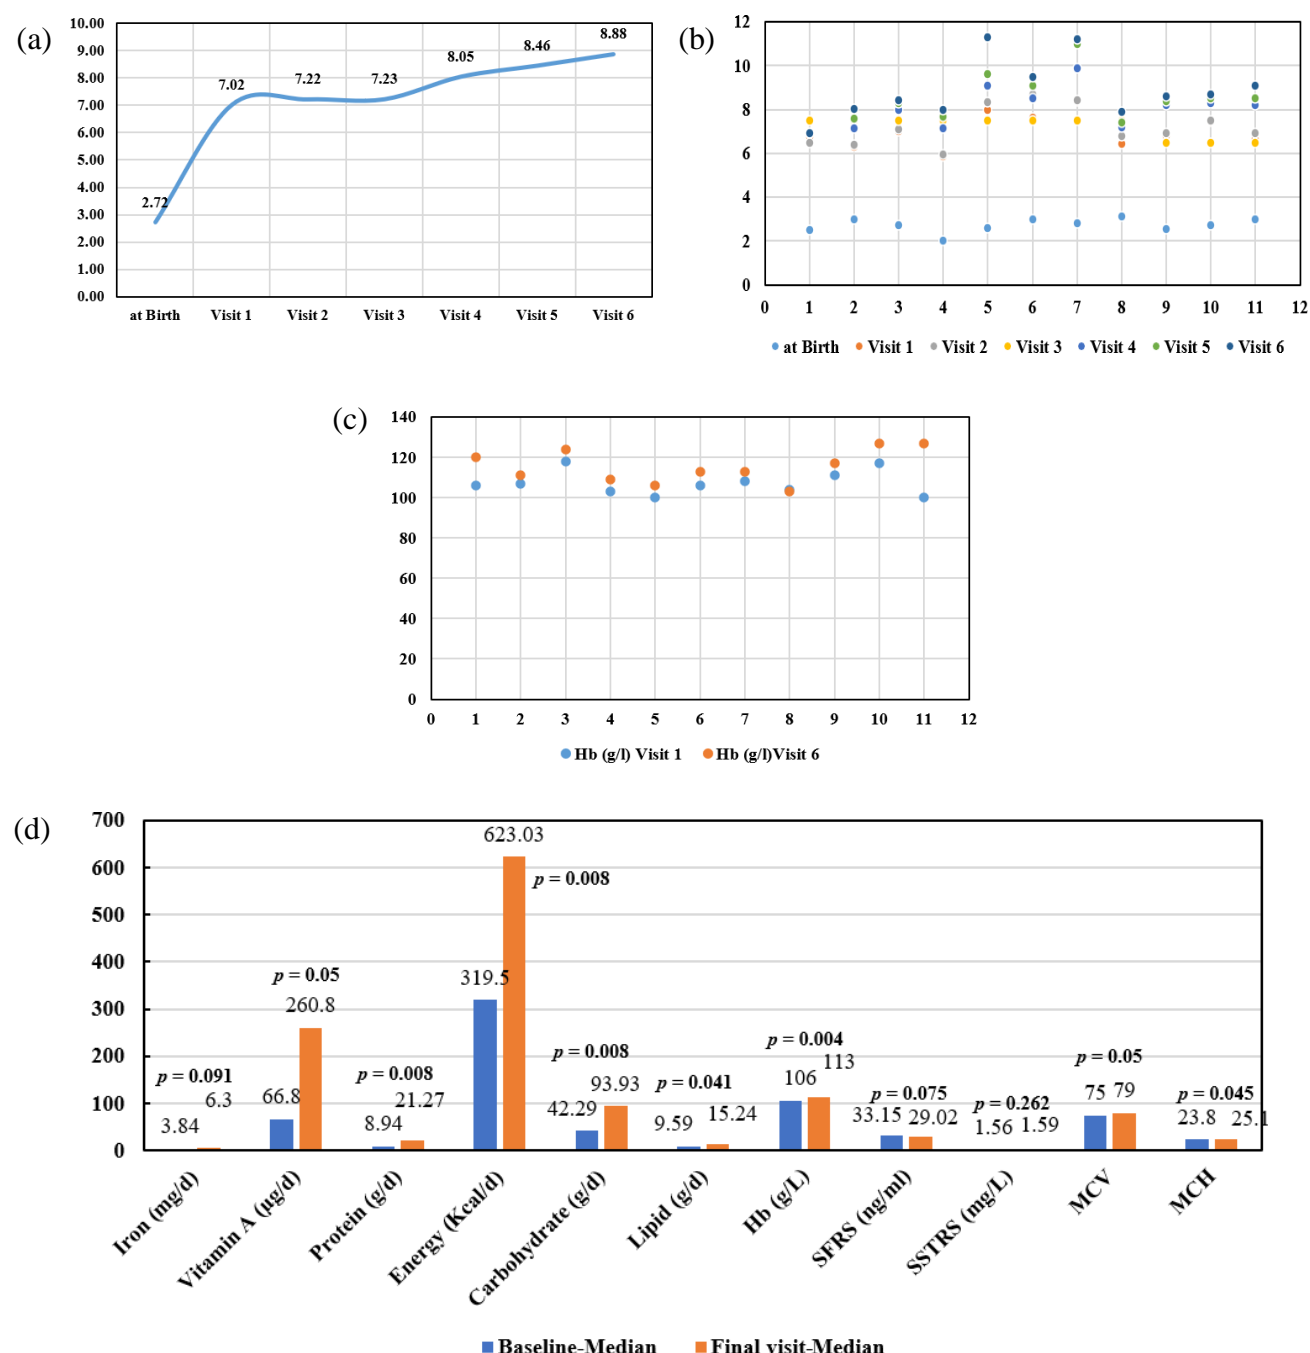 (a)
10.00
9.00
8.00
7.00
6.00
5.00
4.00
3.00
2.00
1.00
0.00
2.72
7.02
7.22
7.23
8.05
8.46
8.88
at Birth Visit 1 Visit 2 Visit 3 Visit 4 Visit 5 Visit 6
(b)
12
10
8
6
4
2
0
0 1 2 3 4 5 6 7 8 9 10 11 12
at Birth Visit 1 Visit 2 Visit 3 Visit 4 Visit 5 Visit 6
(c)
140
120
100
80
60
40
20
0
0 1 2 3 4 5 6 7 8 9 10 11 12
Hb (g/l) Visit 1 Hb (g/l)Visit 6
(d)
700
600
500
400
300
200
100
0
p = 0.091
3.84 6.3
p = 0.05
66.8 260.8
p = 0.008
8.94 21.27
p = 0.008
319.5 623.03
p = 0.008
42.29 93.93
p = 0.041
9.59 15.24
p = 0.004
106 113
p = 0.075
33.15 29.02
p = 0.262
1.56 1.59
p = 0.05
75 79
p = 0.045
23.8 25.1
Iron (mg/d)
Vitamin A (µg/d)
Protein (g/d)
Energy (Kcal/d)
Carbohydrate (g/d)
Lipid (g/d)
Hb (g/L)
SFRS (ng/ml)
SSTRS (mg/L)
MCV
MCH
Baseline-Median Final visit-Median